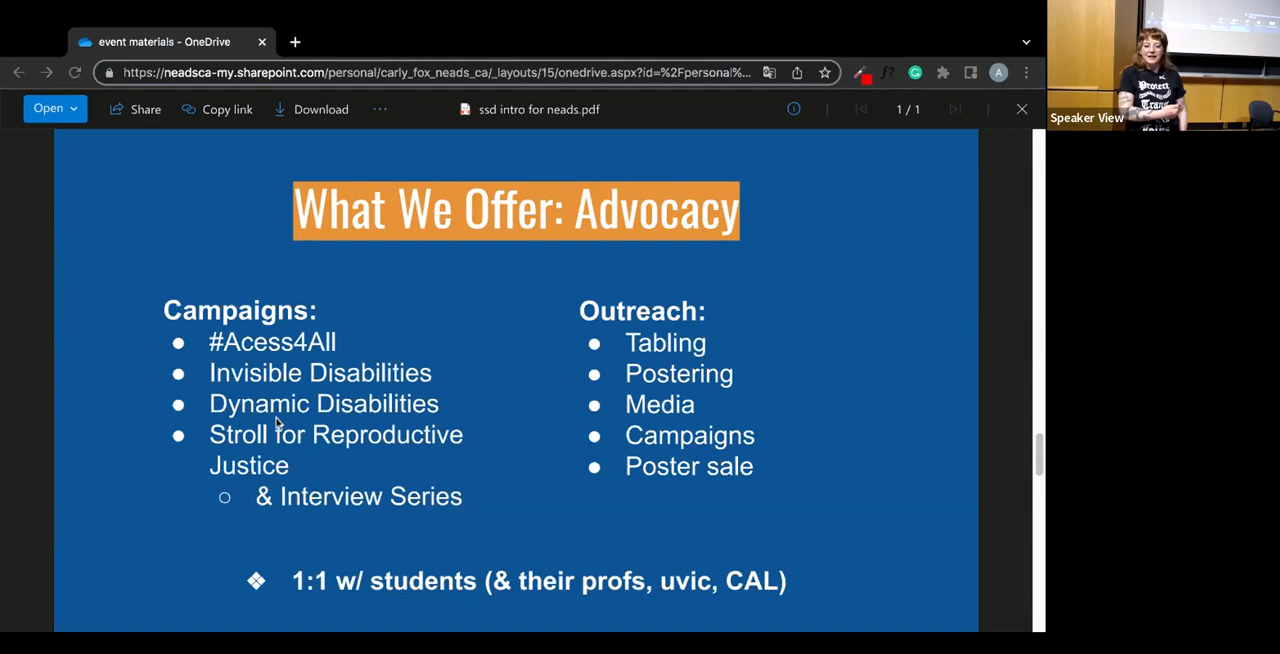 event materials - OneDrive
https://neadsca-my.sharepoint.com/personal/carly_fox_neads_ca/_layouts/15/onedrive.aspx?id=%2Fpersonal%...
A
Open
Share
Copy link
Download
ssd intro for neads.pdf
1 / 1
What We Offer: Advocacy
Campaigns:
#Acess4All
Invisible Disabilities
Dynamic Disabilities
Stroll for Reproductive
Justice
& Interview Series
Outreach:
Tabling
Postering
Media
Campaigns
Poster sale
1:1 w/ students (& their profs, uvic, CAL)
Protect
Trans
Speaker View